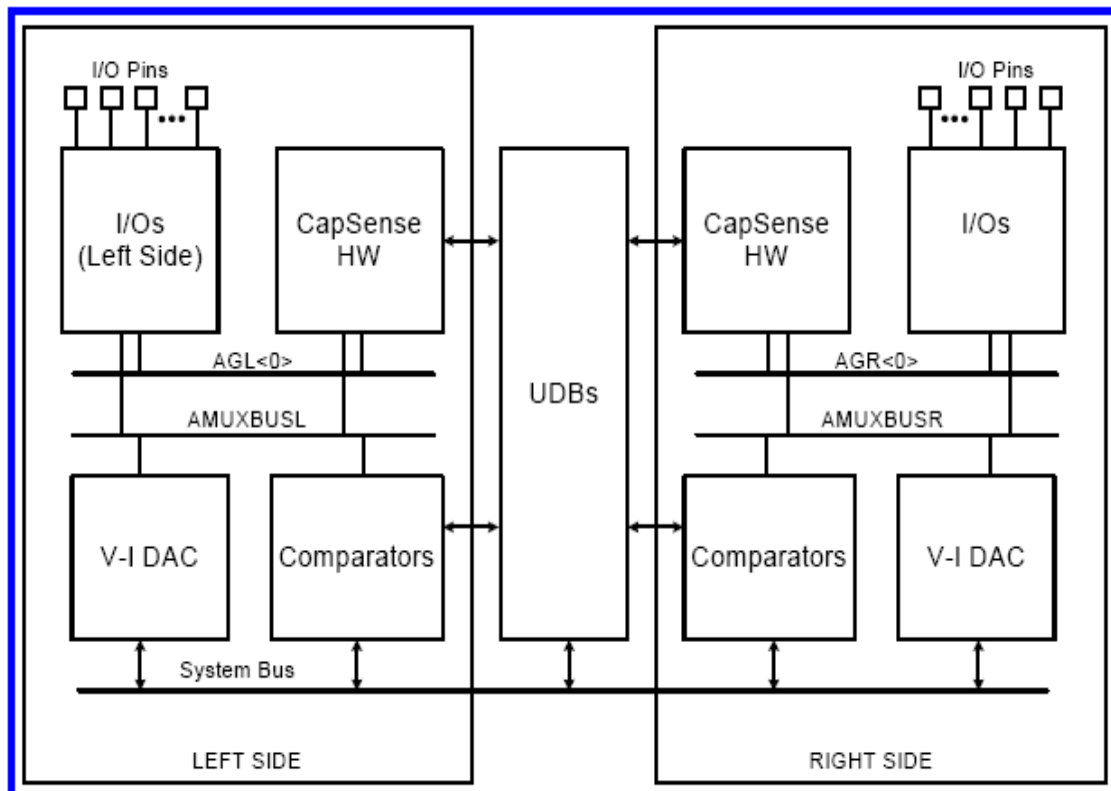 I/O Pins
I/Os
(Left Side)
CapSense
HW
AGL<0>
AMUXBUSL
V-I DAC
Comparators
System Bus
LEFT SIDE
UDBs
I/O Pins
CapSense
HW
I/Os
AGR<0>
AMUXBUSR
Comparators
V-I DAC
RIGHT SIDE